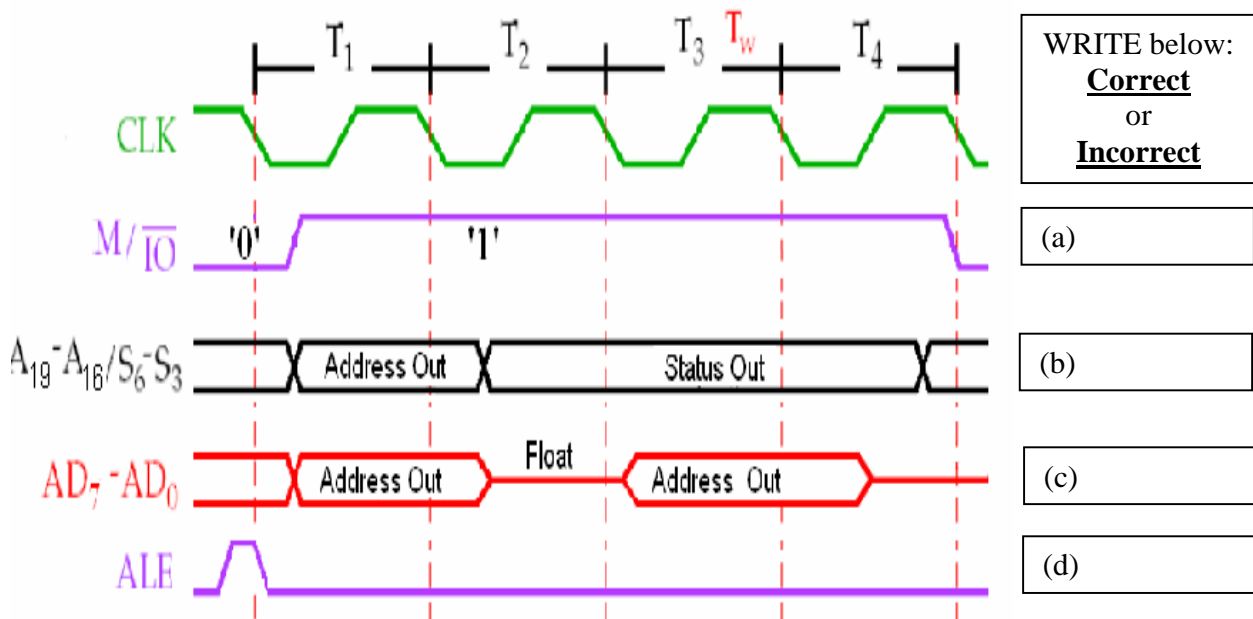 T1 T2 T3 Tw T4
WRITE below:
Correct
or
Incorrect
CLK
M/IO '0' '1' (a)
A19-A16/S6-S3 Address Out Status Out (b)
AD7-AD0 Address Out Float Address Out (c)
ALE (d)